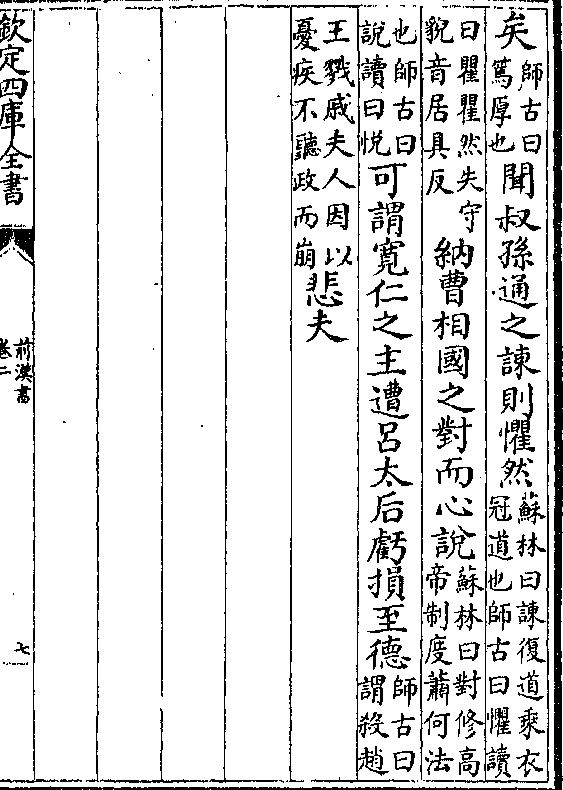 矣師古曰篤厚也聞叔孫通之諫則懼然蘇林曰諫復道乘衣冠道也師古曰懼讀
曰瞿瞿然失守貌音居具反納曹相國之對而心說蘇林曰對修高帝制度蕭何法
也師古曰說讀曰悦可謂寛仁之主遭呂太后虧損至德師古曰謂殺趙
王戮戚夫人因以憂疾不聽政而崩悲夫
欽定四庫全書
前漢書
卷二
七